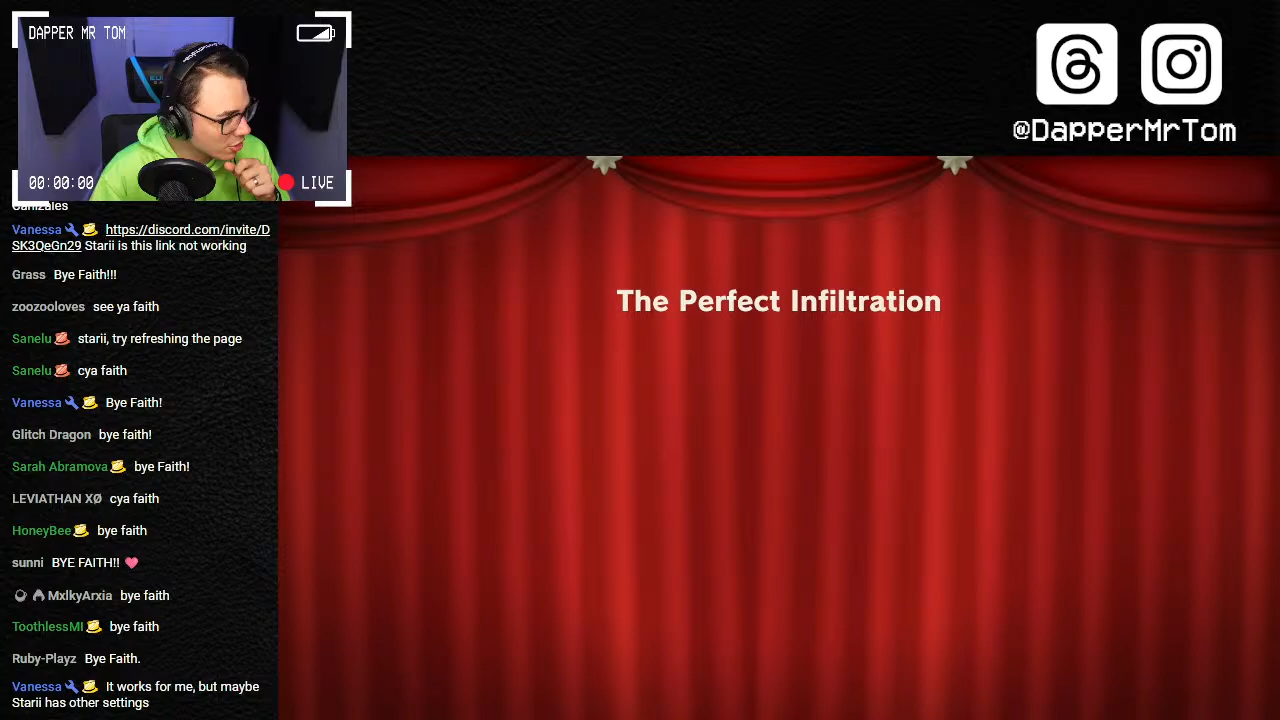 DAPPER MR TOM
00:00:00
LIVE
@DapperMrTom
The Perfect Infiltration
Canizales
Vanessa https://discord.com/invite/D
SK3QeGn29 Starii is this link not working
Grass Bye Faith!!!
zoozooloves see ya faith
Sanelu starii, try refreshing the page
Sanelu cya faith
Vanessa Bye Faith!
Glitch Dragon bye faith!
Sarah Abramova bye Faith!
LEVIATHAN XØ cya faith
HoneyBee bye faith
sunni BYE FAITH!!
MxlkyArxia bye faith
ToothlessMI bye faith
Ruby-Playz Bye Faith.
Vanessa It works for me, but maybe
Starii has other settings